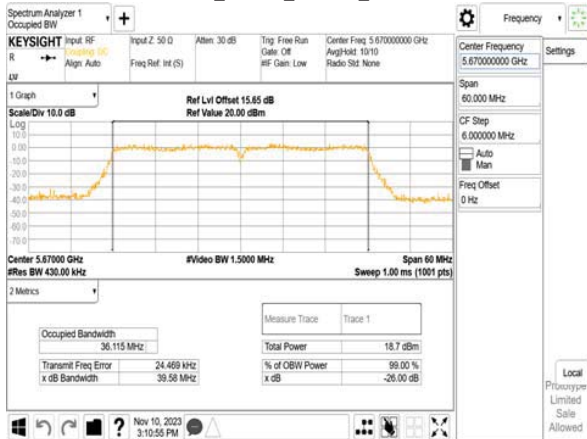 Spectrum Analyzer 1
Occupied BW
+
Frequency
KEYSIGHT
R
LV
Input: RF
Coupling: DC
Align: Auto
Input Z: 50 Ω
Freq Ref: Int (S)
Atten: 30 dB
Trig: Free Run
Gate: Off
#IF Gain: Low
Center Freq: 5.670000000 GHz
Avg|Hold: 10/10
Radio Std: None
1 Graph
Scale/Div 10.0 dB
Ref Lvl Offset 15.65 dB
Ref Value 20.00 dBm
Log
10.0
0.00
-10.0
-20.0
-30.0
-40.0
-50.0
-60.0
-70.0
Center 5.67000 GHz
#Res BW 430.00 kHz
#Video BW 1.5000 MHz
Span 60 MHz
Sweep 1.00 ms (1001 pts)
2 Metrics
Measure Trace Trace 1
Occupied Bandwidth
36.115 MHz
Total Power 18.7 dBm
Transmit Freq Error 24.469 kHz
% of OBW Power 99.00 %
x dB Bandwidth 39.58 MHz
x dB -26.00 dB
Center Frequency
5.670000000 GHz
Span
60.000 MHz
CF Step
6.000000 MHz
Auto
Man
Freq Offset
0 Hz
Settings
Local
Prototype
Limited
Sale
Allowed
?
Nov 10, 2023
3:10:55 PM